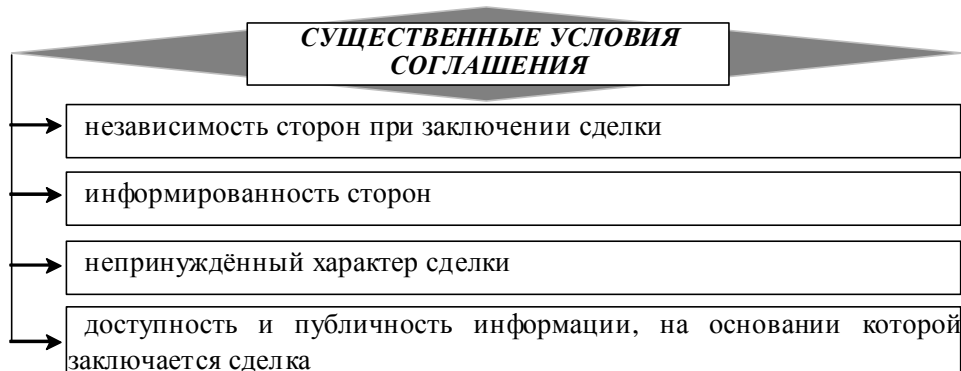 СУЩЕСТВЕННЫЕ УСЛОВИЯ
СОГЛАШЕНИЯ
независимость сторон при заключении сделки
информированность сторон
непринуждённый характер сделки
доступность и публичность информации, на основании которой
заключается сделка